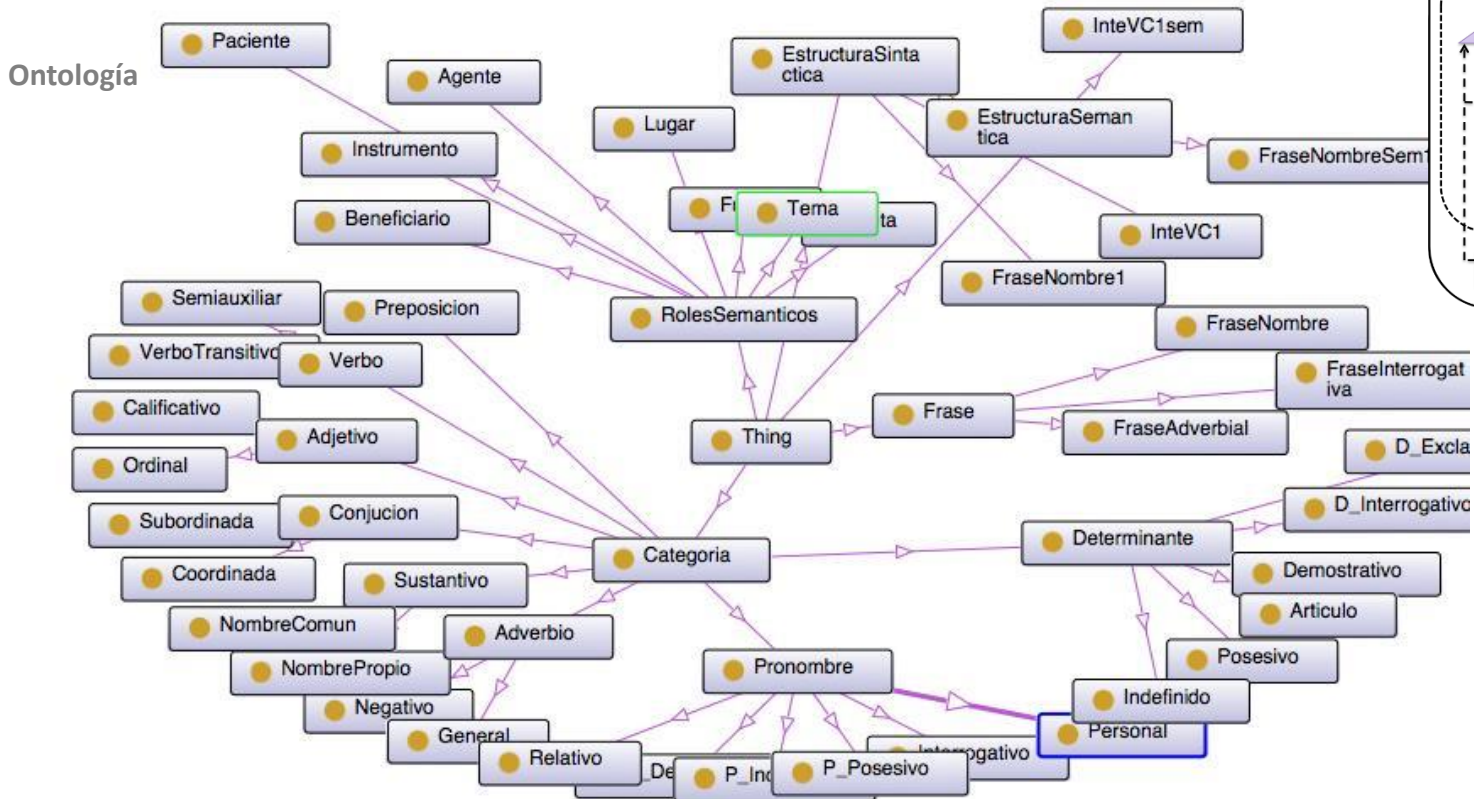 Ontología
Paciente
Agente
Instrumento
Beneficiario
Lugar
EstructuraSinta
ctica
InteVC1sem
EstructuraSeman
tica
FraseNombreSem1
Tema
InteVC1
FraseNombre1
RolesSemanticos
Semiauxiliar
Preposicion
VerboTransitivo
Verbo
Calificativo
Adjetivo
Ordinal
Thing
Frase
FraseNombre
FraseInterrogat
iva
FraseAdverbial
D_Excla
D_Interrogativo
Subordinada
Conjucion
Coordinada
Categoria
Determinante
Demostrativo
Articulo
Posesivo
Indefinido
Sustantivo
NombreComun
Adverbio
NombrePropio
Negativo
General
Pronombre
Relativo
P_Posesivo
Personal